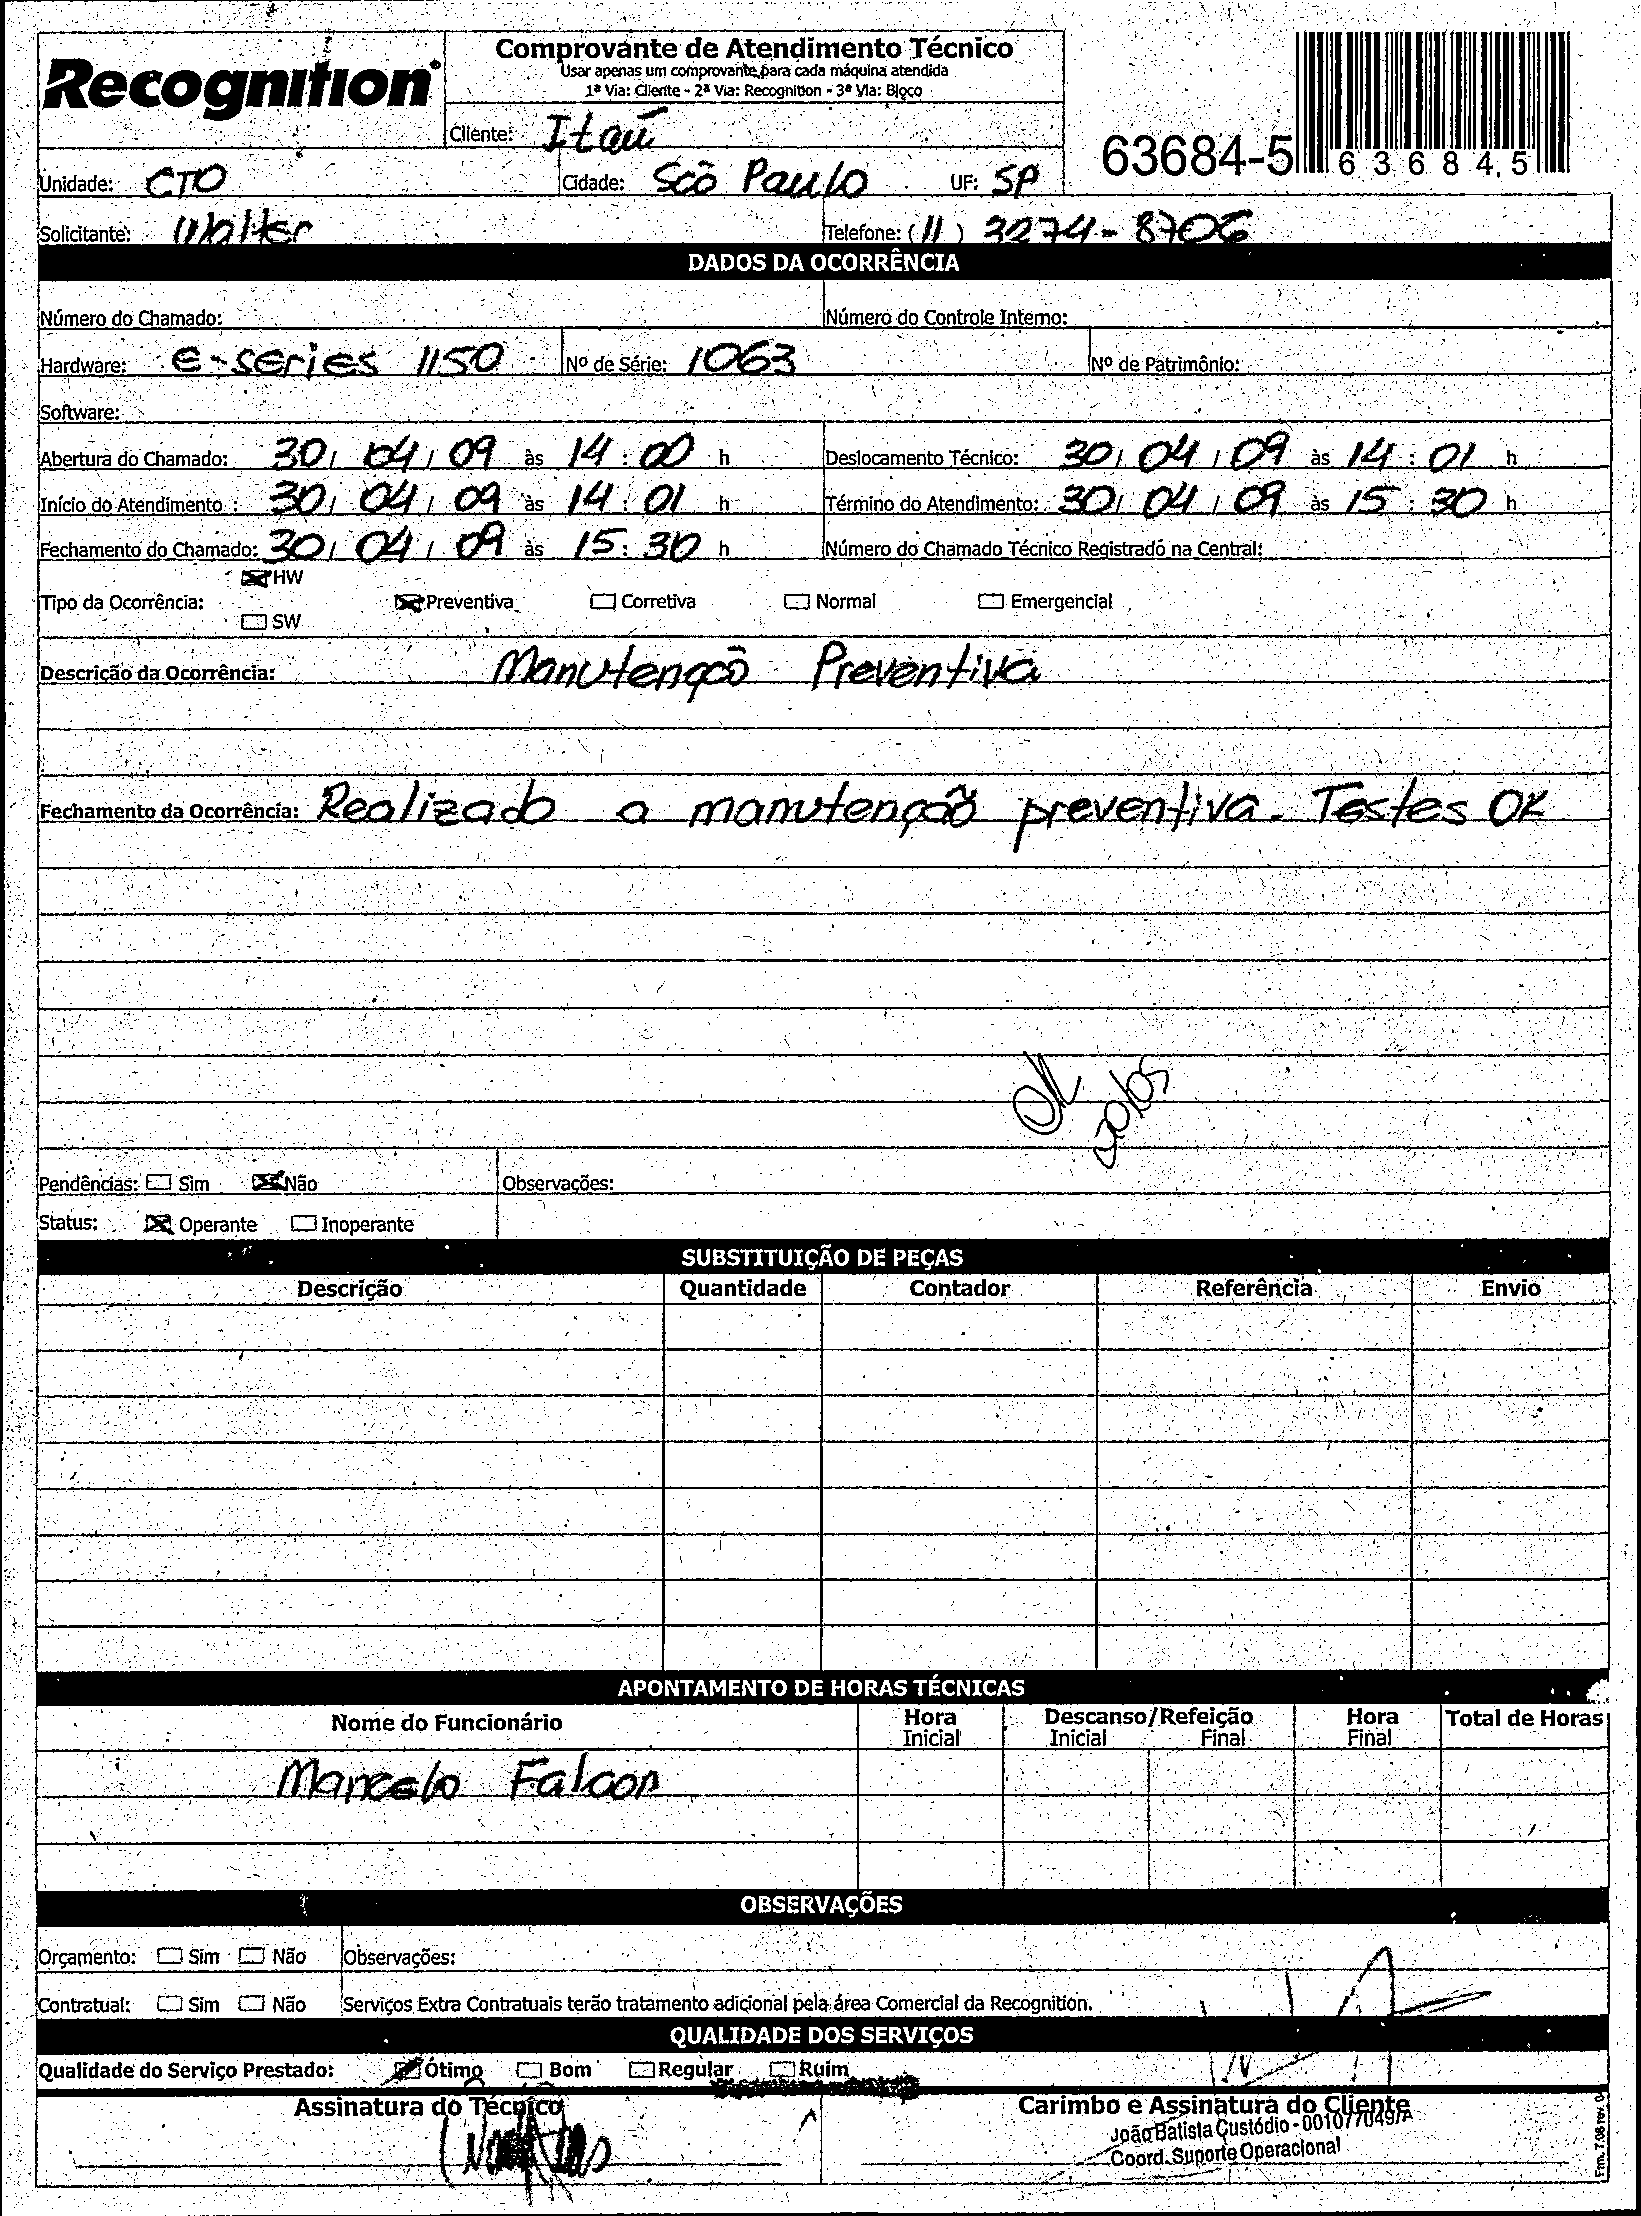 Recognition®
Comprovante de Atendimento Técnico
Usar apenas um comprovante para cada máquina atendida
1ª Via: Cliente - 2ª Via: Recognition - 3ª Via: Bloco
Cliente: Itaú
63684-5
6 3 6 8 4, 5
Unidade: CTO Cidade: Scõ Paulo UF: SP
Solicitante: Walter Telefone: (11) 3274-8706
DADOS DA OCORRÊNCIA
Número do Chamado: Número do Controle Interno:
Hardware: e-series 1150 Nº de Série: 1063 Nº de Patrimônio:
Software:
Abertura do Chamado: 30/04/09 às 14:00 h Deslocamento Técnico: 30/04/09 às 14:01 h
Início do Atendimento: 30/04/09 às 14:01 h Término do Atendimento: 30/04/09 às 15:30 h
Fechamento do Chamado: 30/04/09 às 15:30 h Número do Chamado Técnico Registrado na Central:
HW
Tipo da Ocorrência: Preventiva Corretiva Normal Emergencial
SW
Descrição da Ocorrência: Manutençcõ Preventiva
Fechamento da Ocorrência: Realizado a manutenção preventiva. Testes OK
OK
Pendências: Sim Não Observações:
Status: Operante Inoperante
SUBSTITUIÇÃO DE PEÇAS
Descrição Quantidade Contador Referência Envio
APONTAMENTO DE HORAS TÉCNICAS
Nome do Funcionário Hora Inicial Descanso/Refeição Inicial Final Hora Final Total de Horas
Marcelo Falcon
OBSERVAÇÕES
Orçamento: Sim Não Observações:
Contratual: Sim Não Serviços Extra Contratuais terão tratamento adicional pela área Comercial da Recognition.
QUALIDADE DOS SERVIÇOS
Qualidade do Serviço Prestado: Ótimo Bom Regular Ruim
Assinatura do Técnico Carimbo e Assinatura do Cliente
João Batista Custódio - 001077049/A
Coord. Suporte Operacional
Frm. 7.08 rev.